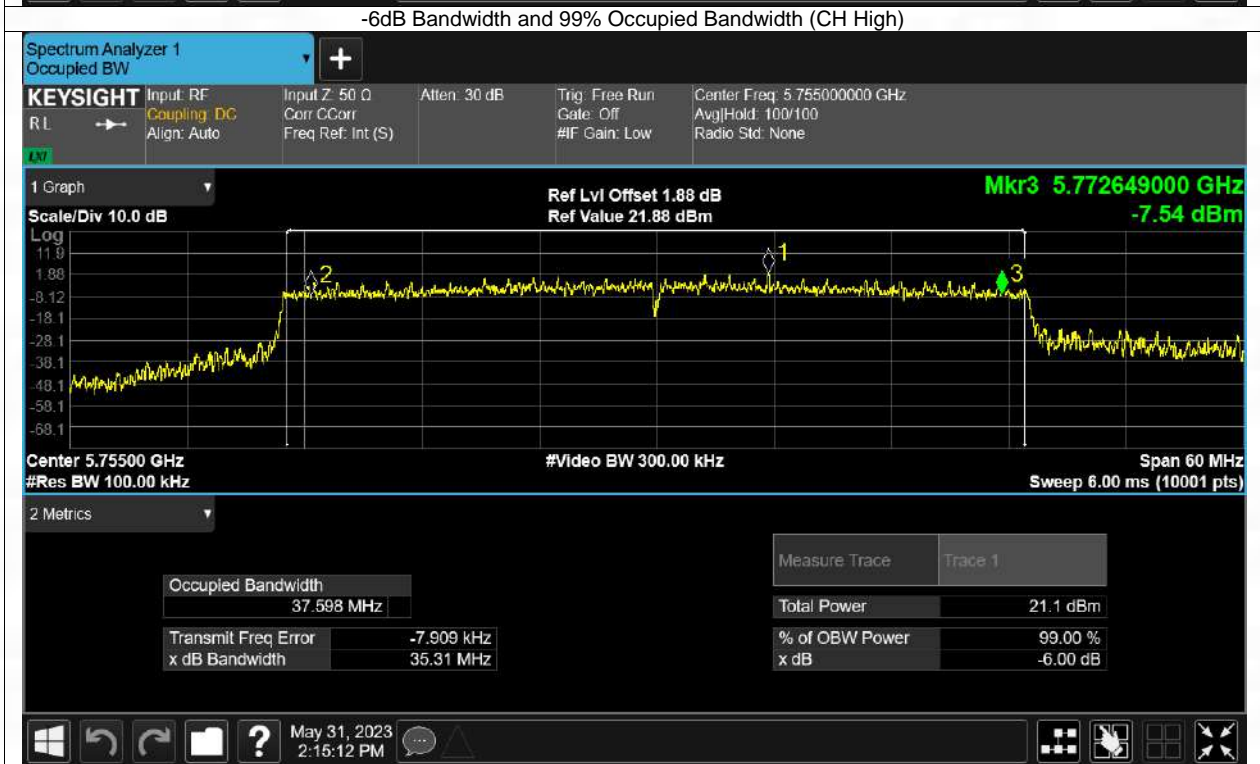 -6dB Bandwidth and 99% Occupied Bandwidth (CH High)
Spectrum Analyzer 1
Occupied BW
+
KEYSIGHT
RL
LXI
Input: RF
Coupling: DC
Align: Auto
Input Z: 50 Ω
Corr CCorr
Freq Ref: Int (S)
Atten: 30 dB
Trig: Free Run
Gate: Off
#IF Gain: Low
Center Freq: 5.755000000 GHz
Avg|Hold: 100/100
Radio Std: None
1 Graph
Scale/Div 10.0 dB
Ref Lvl Offset 1.88 dB
Ref Value 21.88 dBm
Mkr3 5.772649000 GHz
-7.54 dBm
Log
11.9
1.88
-8.12
-18.1
-28.1
-38.1
-48.1
-58.1
-68.1
2
1
3
Center 5.75500 GHz
#Res BW 100.00 kHz
#Video BW 300.00 kHz
Span 60 MHz
Sweep 6.00 ms (10001 pts)
2 Metrics
Measure Trace Trace 1
Occupied Bandwidth
37.598 MHz
Total Power 21.1 dBm
Transmit Freq Error -7.909 kHz
% of OBW Power 99.00 %
x dB Bandwidth 35.31 MHz
x dB -6.00 dB
?
May 31, 2023
2:15:12 PM